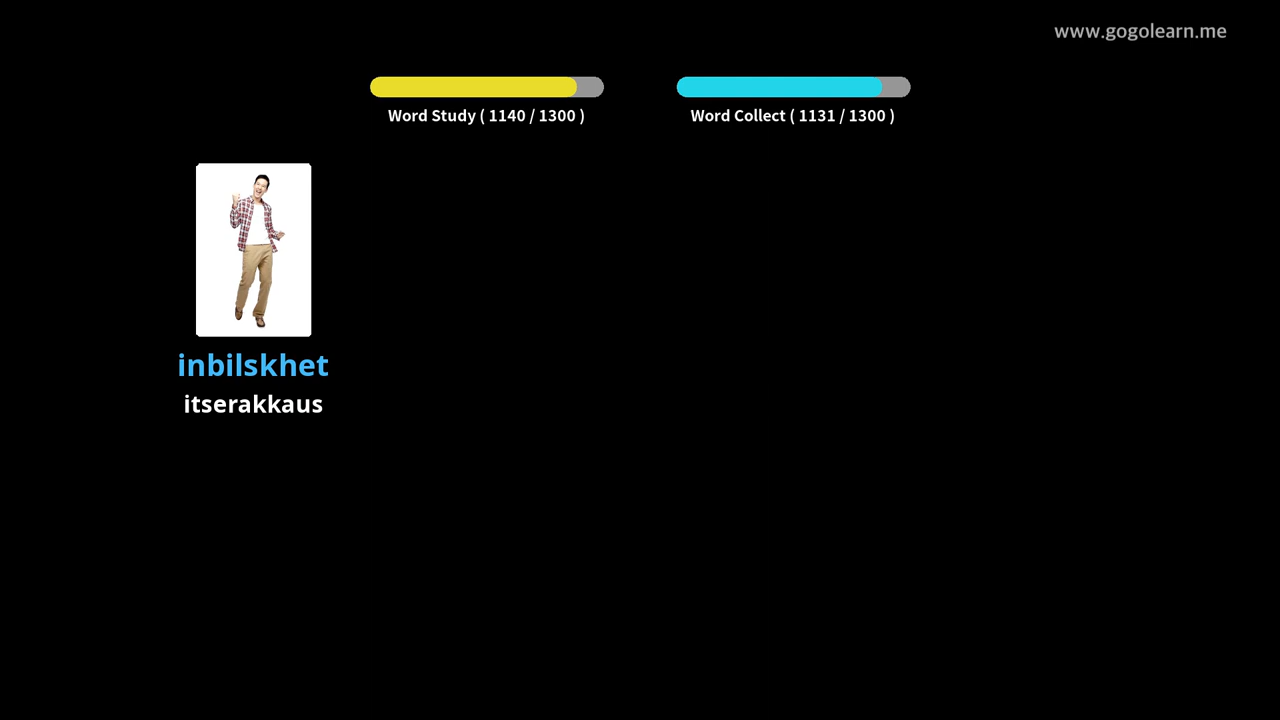 www.gogolearn.me
Word Study ( 1140 / 1300 )
Word Collect ( 1131 / 1300 )
inbilskhet
itserakkaus